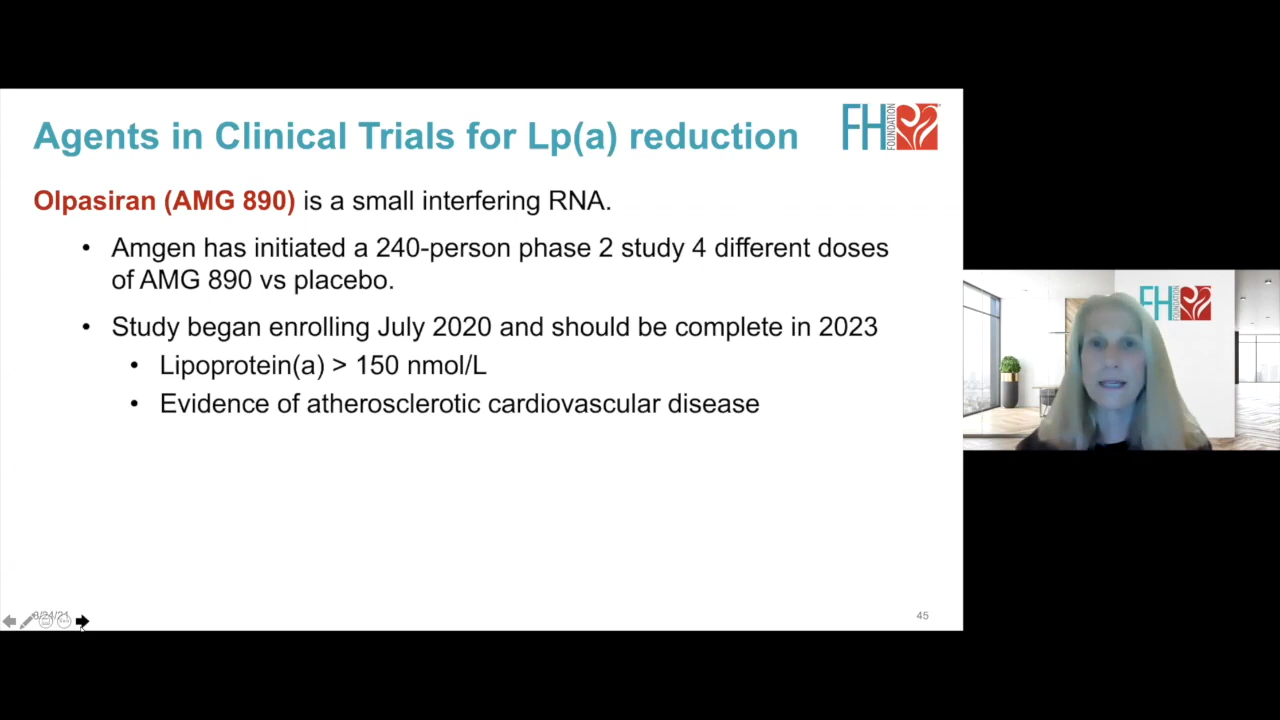 Agents in Clinical Trials for Lp(a) reduction
FH
FOUNDATION
Olpasiran (AMG 890) is a small interfering RNA.
• Amgen has initiated a 240-person phase 2 study 4 different doses
of AMG 890 vs placebo.
• Study began enrolling July 2020 and should be complete in 2023
• Lipoprotein(a) > 150 nmol/L
• Evidence of atherosclerotic cardiovascular disease
45
FH
FOUNDATION